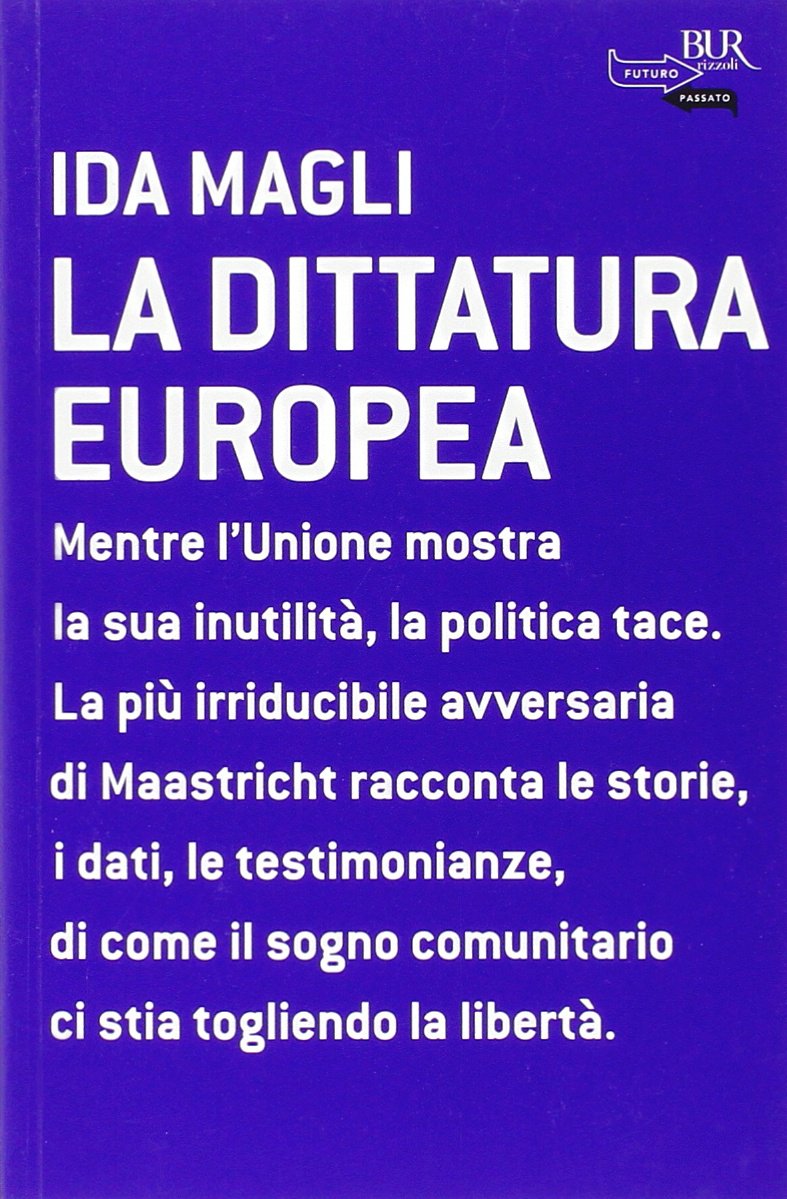 BUR
rizzoli
FUTURO
PASSATO
IDA MAGLI
LA DITTATURA
EUROPEA
Mentre l’Unione mostra
la sua inutilità, la politica tace.
La più irriducibile avversaria
di Maastricht racconta le storie,
i dati, le testimonianze,
di come il sogno comunitario
ci stia togliendo la libertà.